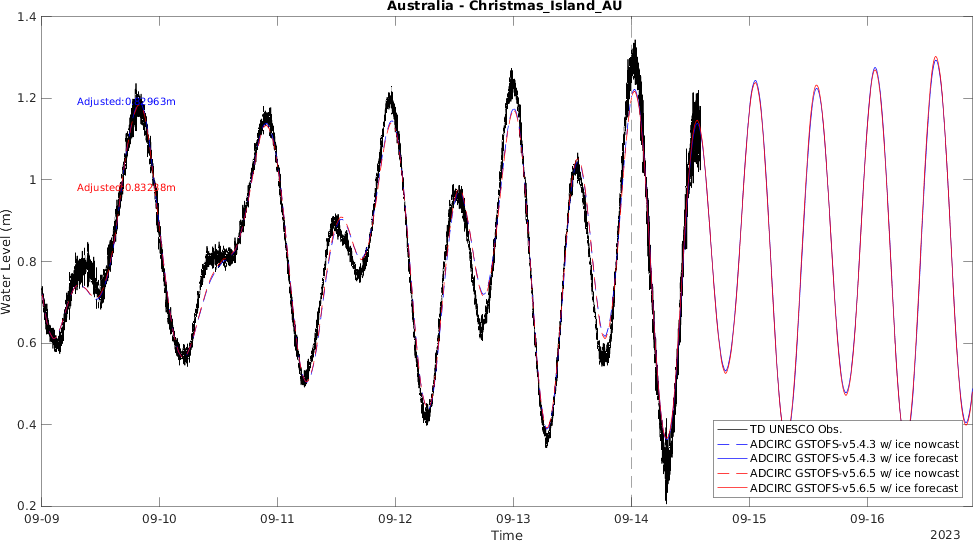 Australia - Christmas_Island_AU
1.4
1.2
1
0.8
0.6
0.4
0.2
Water Level (m)
Adjusted:
Adjusted:
TD UNESCO Obs.
ADCIRC GSTOFS-v5.4.3 w/ ice nowcast
ADCIRC GSTOFS-v5.4.3 w/ ice forecast
ADCIRC GSTOFS-v5.6.5 w/ ice nowcast
ADCIRC GSTOFS-v5.6.5 w/ ice forecast
09-09 09-10 09-11 09-12 09-13 09-14 09-15 09-16
Time
2023